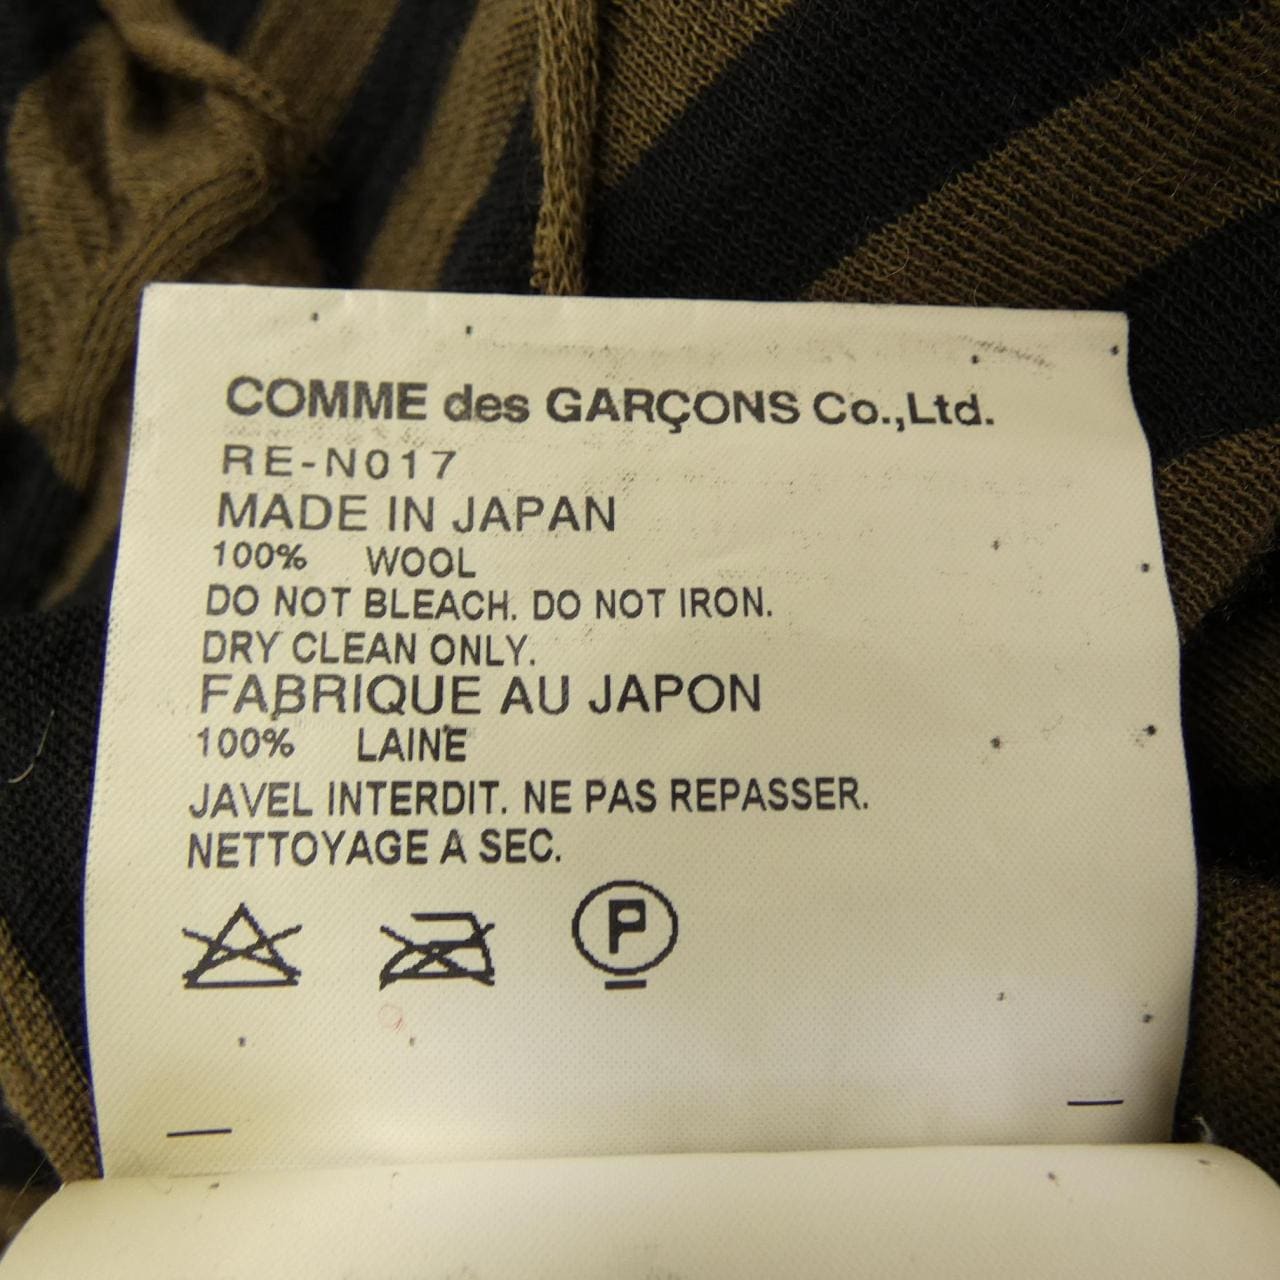 COMME des GARÇONS Co.,Ltd.
RE-N017
MADE IN JAPAN
100% WOOL
DO NOT BLEACH. DO NOT IRON.
DRY CLEAN ONLY.
FABRIQUE AU JAPON
100% LAINE
JAVEL INTERDIT. NE PAS REPASSER.
NETTOYAGE A SEC.
P